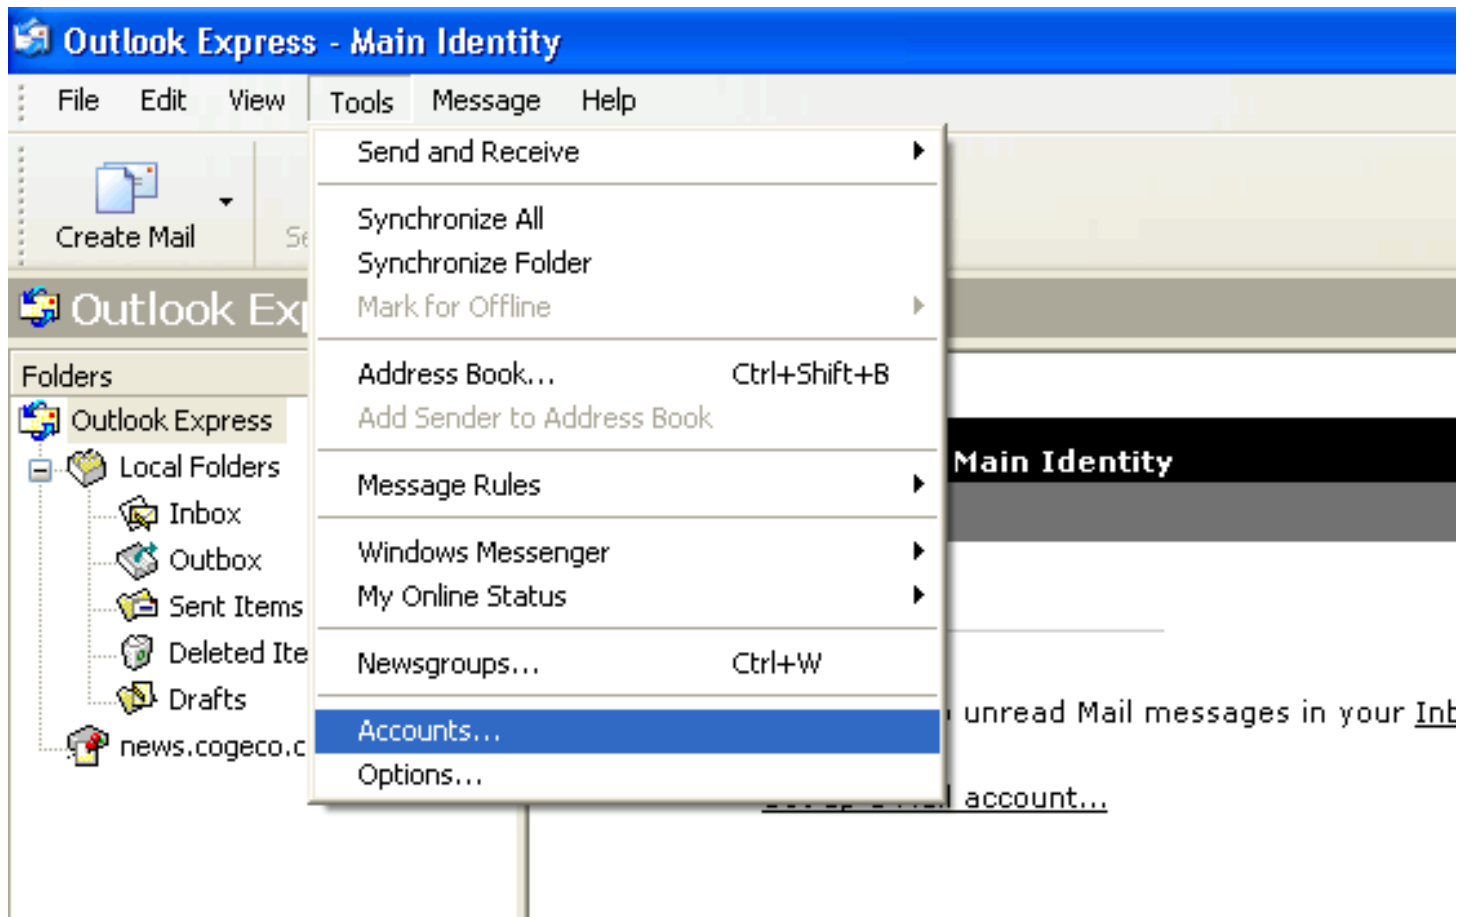 Outlook Express - Main Identity
File Edit View Tools Message Help
Send and Receive
Synchronize All
Create Mail
Synchronize Folder
Mark for Offline
Outlook
Address Book... Ctrl+Shift+B
Folders
Add Sender to Address Book
Outlook Express
Main Identity
Local Folders
Message Rules
Inbox
Windows Messenger
Outbox
My Online Status
Sent Items
Deleted
Newsgroups... Ctrl+W
Drafts
unread Mail messages in your
Accounts...
news.cogeco.c
Options...
account...